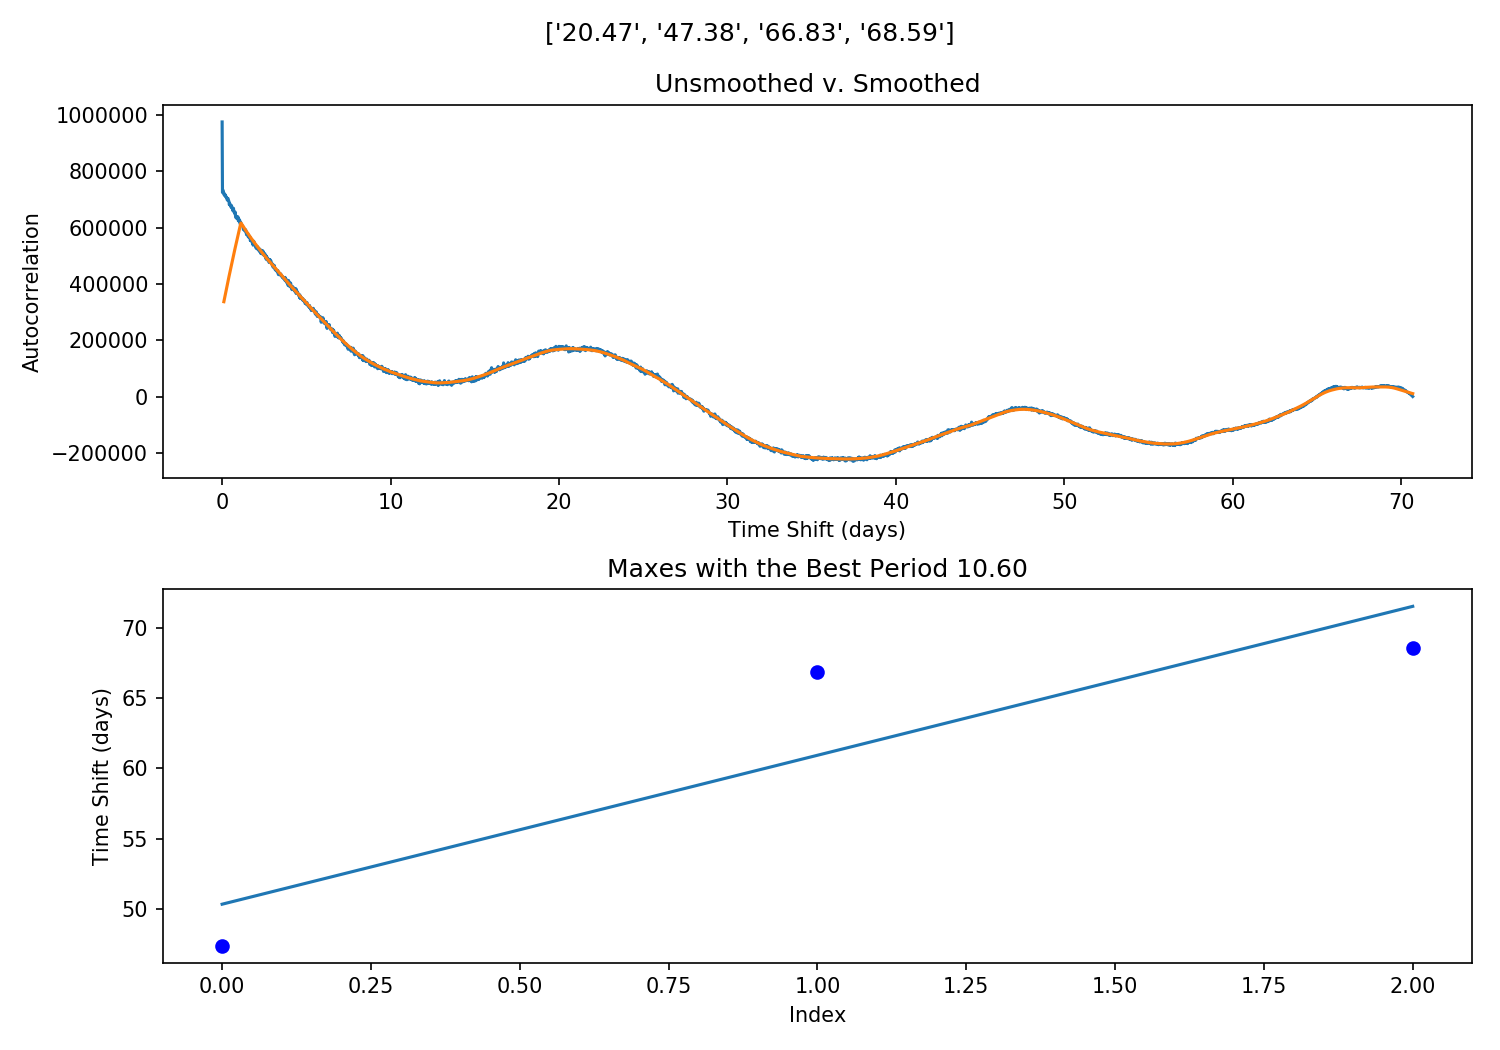 ['20.47', '47.38', '66.83', '68.59']
Unsmoothed v. Smoothed
1000000
800000
600000
400000
200000
0
−200000
Autocorrelation
0 10 20 30 40 50 60 70
Time Shift (days)
Maxes with the Best Period 10.60
70
65
60
55
50
Time Shift (days)
0.00 0.25 0.50 0.75 1.00 1.25 1.50 1.75 2.00
Index